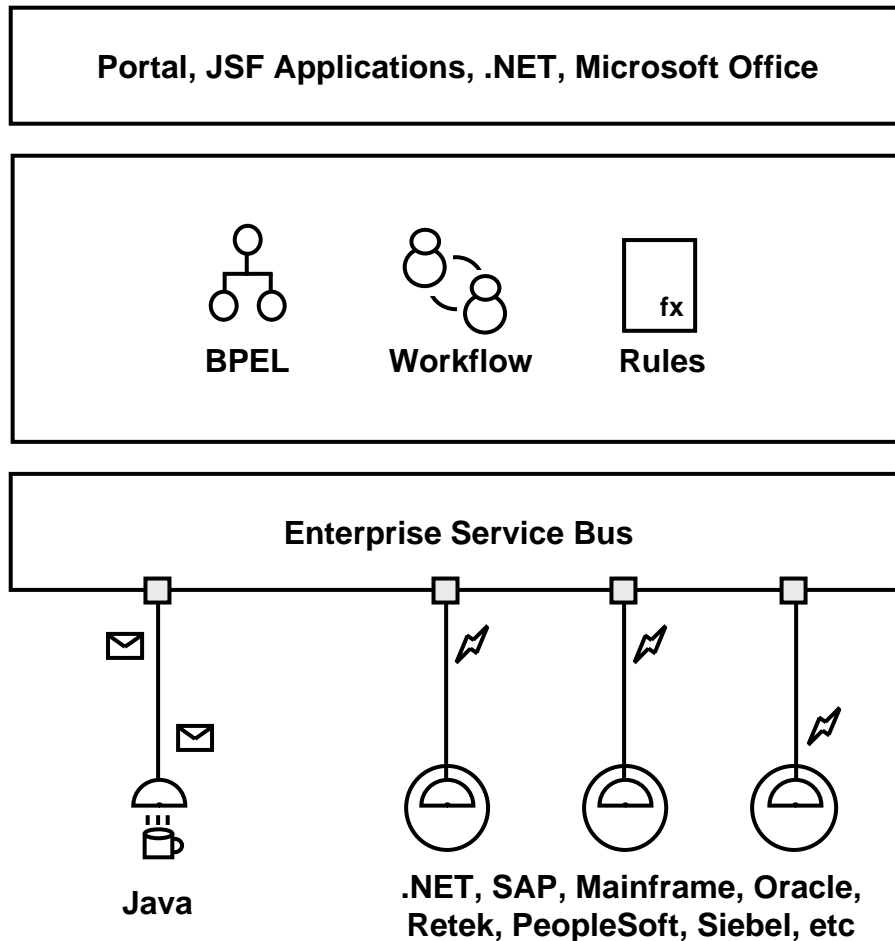 Portal, JSF Applications, .NET, Microsoft Office
fx
BPEL
Workflow
Rules
Enterprise Service Bus
Java
.NET, SAP, Mainframe, Oracle,
Retek, PeopleSoft, Siebel, etc